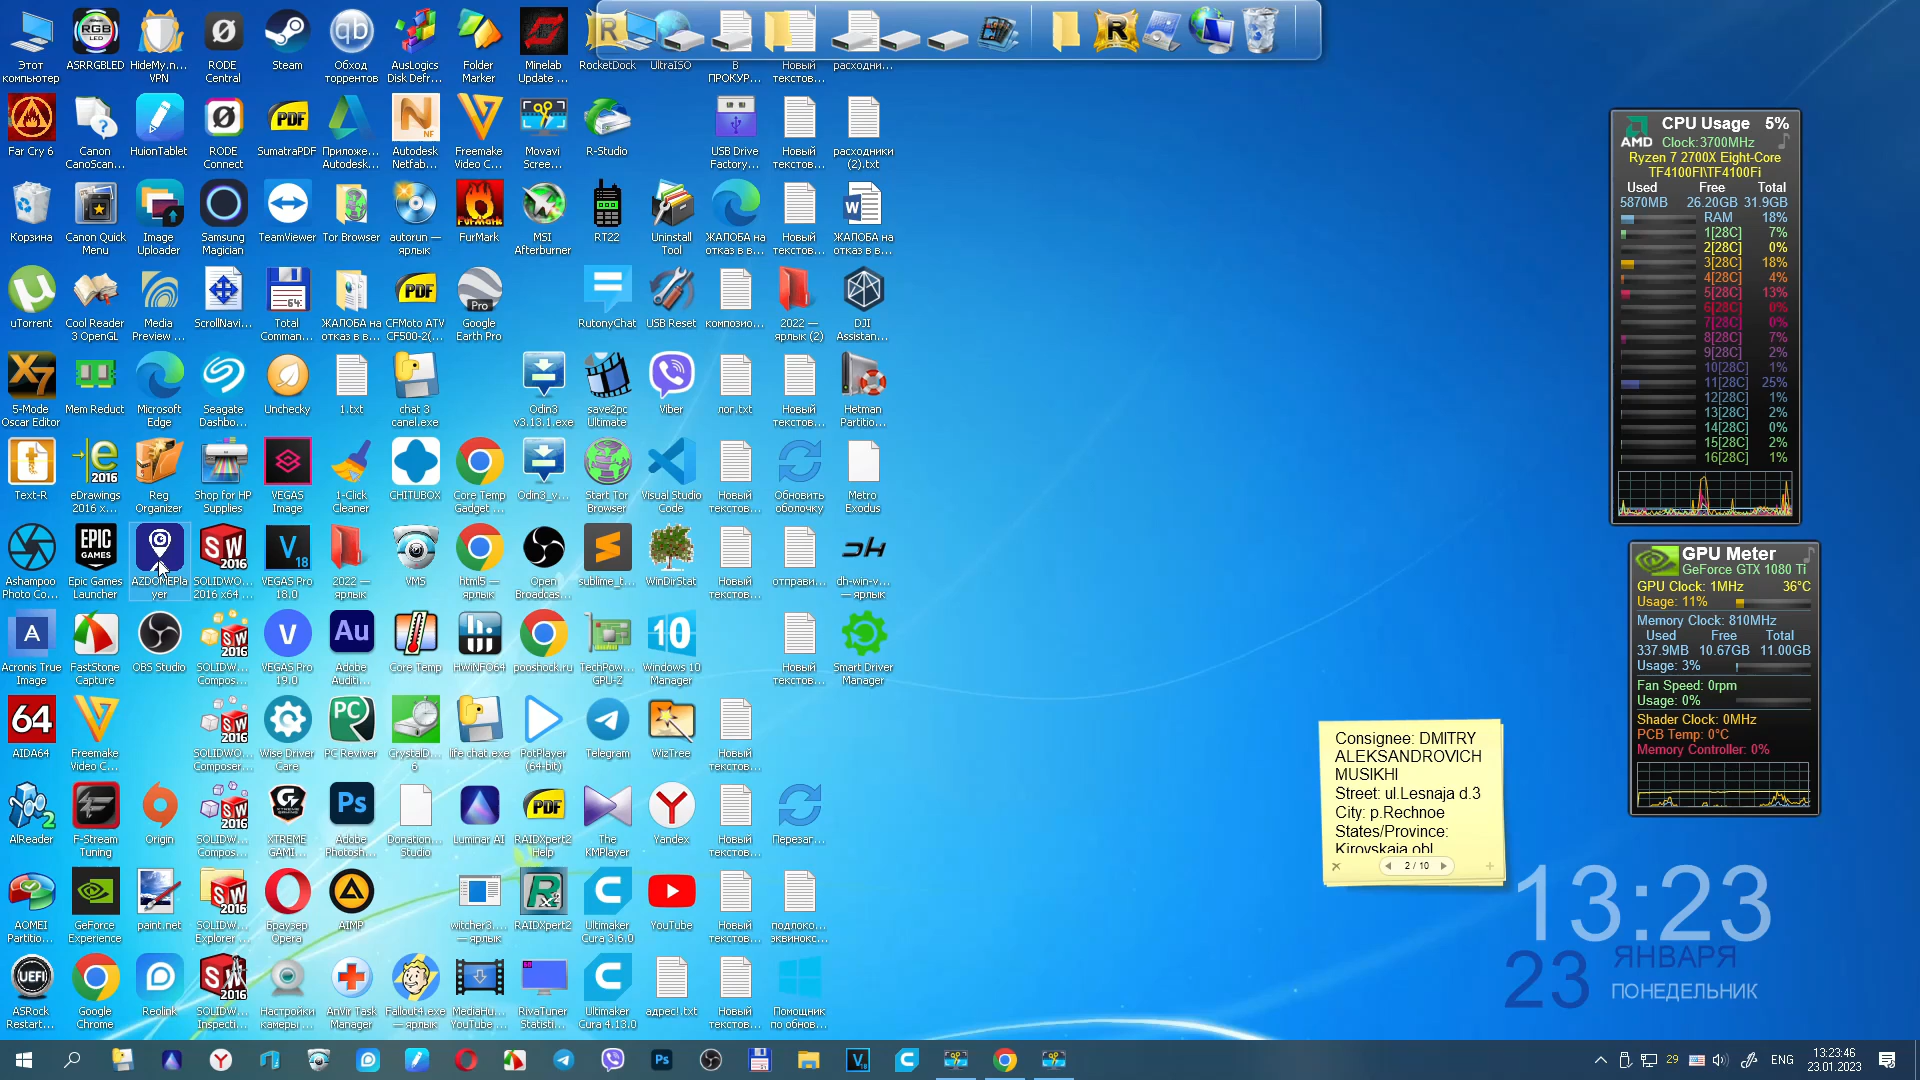 Этот
компьютер
ASRRGBLED
HideMy.n...
VPN
RODE
Central
Steam
Обход
торрентов
AusLogics
Disk Defr...
Folder
Marker
Minelab
Update ...
RocketDock
UltraISO
В
ПРОКУР...
Новый
текстов...
расходни...
Far Cry 6
Canon
CanoScan...
HuionTablet
RODE
Connect
SumatraPDF
Приложе...
Autodesk...
Autodesk
Netfab...
Freemake
Video C...
Movavi
Scree...
R-Studio
USB Drive
Factory...
Новый
текстов...
расходники
(2).txt
Корзина
Canon Quick
Menu
Image
Uploader
Samsung
Magician
TeamViewer
Tor Browser
autorun —
ярлык
FurMark
MSI
Afterburner
RT22
Uninstall
Tool
ЖАЛОБА на
отказ в в...
Новый
текстов...
ЖАЛОБА на
отказ в в...
uTorrent
Cool Reader
3 OpenGL
Media
Preview ...
ScrollNavi...
Total
Comman...
ЖАЛОБА на
отказ в в...
CFMoto ATV
CF500-2(...
Google
Earth Pro
RutonyChat
USB Reset
композио...
2022 —
ярлык (2)
DJI
Assistan...
5-Mode
Oscar Editor
Mem Reduct
Microsoft
Edge
Seagate
Dashbo...
Unchecky
1.txt
chat 3
canel.exe
Odin3
v3.13.1.exe
save2pc
Ultimate
Viber
лог.txt
Новый
текстов...
Hetman
Partitio...
Text-R
eDrawings
2016 x...
Reg
Organizer
Shop for HP
Supplies
VEGAS
Image
1-Click
Cleaner
CHITUBOX
Core Temp
Gadget ...
Odin3_v...
Start Tor
Browser
Visual Studio
Code
Новый
текстов...
Обновить
оболочку
Metro
Exodus
Ashampoo
Photo Co...
Epic Games
Launcher
AZDOMEPla
yer
SOLIDWO...
2016 x64 ...
VEGAS Pro
18.0
2022 —
ярлык
VMS
html5 —
ярлык
Open
Broadcas...
sublime_t...
WinDirStat
Новый
текстов...
отправи...
dh-win-v...
— ярлык
Acronis True
Image
FastStone
Capture
OBS Studio
SOLIDW...
Compos...
VEGAS Pro
19.0
Adobe
Auditi...
Core Temp
HWiNFO64
pooshock.ru
TechPow...
GPU-Z
Windows 10
Manager
Новый
текстов...
Smart Driver
Manager
AIDA64
Freemake
Video C...
SOLIDWO...
Composer...
Wise Driver
Care
PC Reviver
CrystalD...
6
life chat.exe
PotPlayer
(64-bit)
Telegram
WizTree
Новый
текстов...
AlReader
F-Stream
Tuning
Origin
SOLIDW...
Compos...
XTREME
GAMI...
Adobe
Photosh...
Donation...
Studio
Luminar AI
RAIDXpert2
Help
The
KMPlayer
Yandex
Новый
текстов...
Перезаг...
AOMEI
Partitio...
GeForce
Experience
paint.net
SOLIDW...
Explorer ...
Браузер
Opera
AIMP
witcher3....
— ярлык
RAIDXpert2
Ultimaker
Cura 3.6.0
YouTube
Новый
текстов...
подлоко...
эквинокс...
ASRock
Restart...
Google
Chrome
Reolink
SOLIDW...
Inspecti...
Настройки
камеры ...
AnVir Task
Manager
Fallout4.exe
— ярлык
MediaHu...
YouTube ...
RivaTuner
Statisti...
Ultimaker
Cura 4.13.0
адрес!.txt
Новый
текстов...
Помощник
по обнов...
AMD
CPU Usage 5%
Clock:3700MHz
Ryzen 7 2700X Eight-Core
TF4100FI\TF4100Fi
Used Free Total
5870MB 26.20GB 31.9GB
RAM 18%
1[28C] 7%
2[28C] 0%
3[28C] 18%
4[28C] 4%
5[28C] 13%
6[28C] 0%
7[28C] 0%
8[28C] 7%
9[28C] 2%
10[28C] 1%
11[28C] 25%
12[28C] 1%
13[28C] 2%
14[28C] 0%
15[28C] 2%
16[28C] 1%
GPU Meter
GeForce GTX 1080 Ti
GPU Clock: 1MHz 36°C
Usage: 11%
Memory Clock: 810MHz
Used Free Total
337.9MB 10.67GB 11.00GB
Usage: 3%
Fan Speed: 0rpm
Usage: 0%
Shader Clock: 0MHz
PCB Temp: 0°C
Memory Controller: 0%
Consignee: DMITRY
ALEKSANDROVICH
MUSIKHI
Street: ul.Lesnaja d.3
City: p.Rechnoe
States/Province:
Kirovskaja obl
2 / 10
13:23
23 ЯНВАРЯ
ПОНЕДЕЛЬНИК
29
ENG
13:23:46
23.01.2023